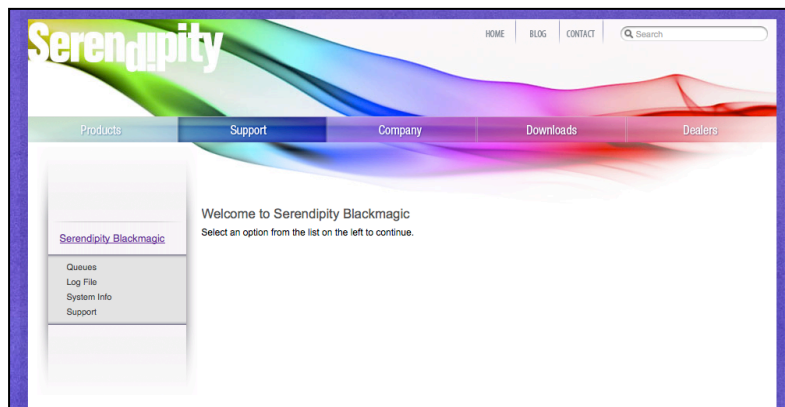 Serendipity
HOME BLOG CONTACT Search
Products Support Company Downloads Dealers
Welcome to Serendipity Blackmagic
Select an option from the list on the left to continue.
Serendipity Blackmagic
Queues
Log File
System Info
Support